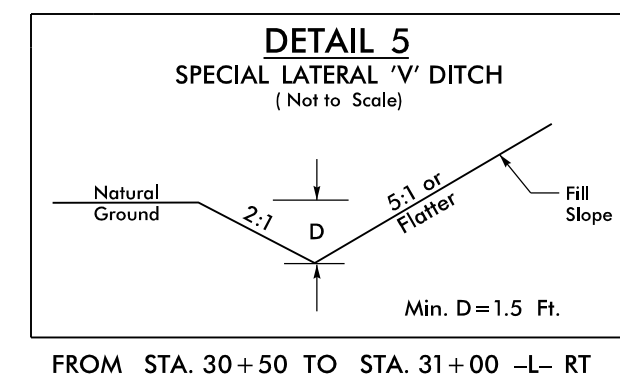 DETAIL 5
SPECIAL LATERAL 'V' DITCH
( Not to Scale)
Natural
Ground
2:1
D
5:1 or
Flatter
Fill
Slope
Min. D=1.5 Ft.
FROM STA. 30+50 TO STA. 31+00 -L- RT